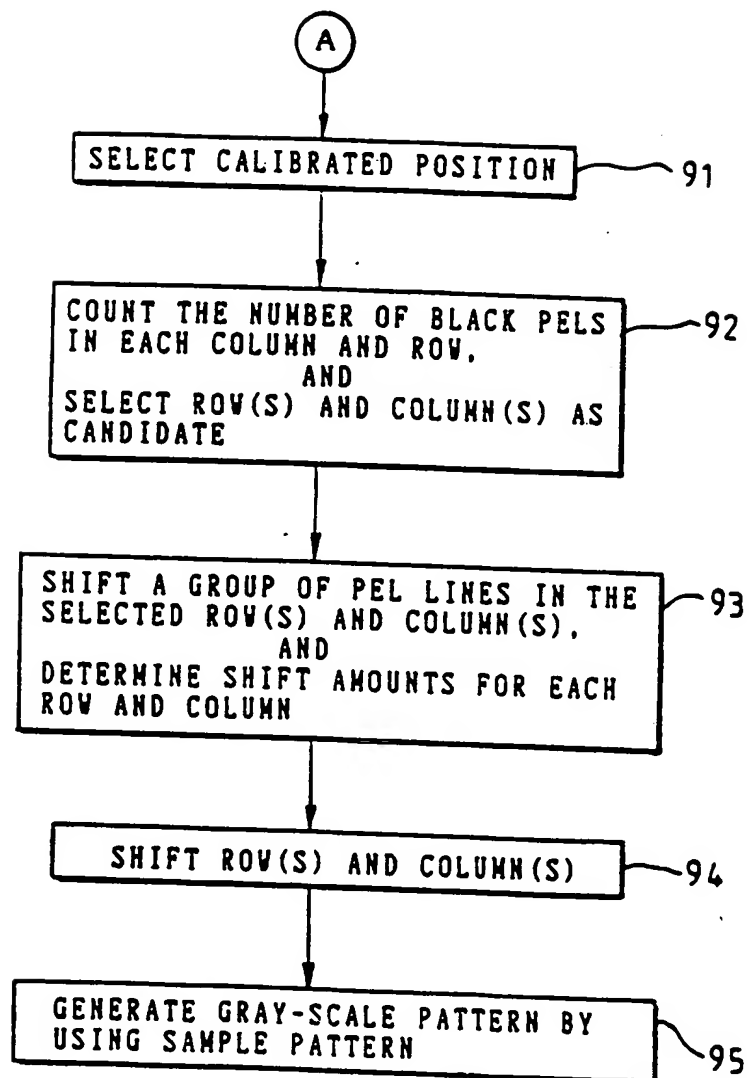 A
SELECT CALIBRATED POSITION
91
COUNT THE NUMBER OF BLACK PELS
IN EACH COLUMN AND ROW,
AND
SELECT ROW(S) AND COLUMN(S) AS
CANDIDATE
92
SHIFT A GROUP OF PEL LINES IN THE
SELECTED ROW(S) AND COLUMN(S),
AND
DETERMINE SHIFT AMOUNTS FOR EACH
ROW AND COLUMN
93
SHIFT ROW(S) AND COLUMN(S)
94
GENERATE GRAY-SCALE PATTERN BY
USING SAMPLE PATTERN
95